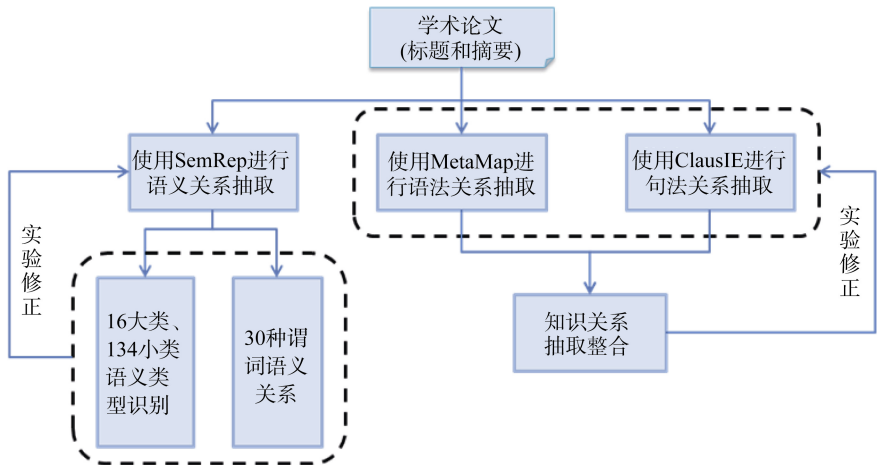 学术论文
(标题和摘要)
使用SemRep进行
语义关系抽取
使用MetaMap进
行语法关系抽取
使用ClausIE进行
句法关系抽取
实
验
修
正
实
验
修
正
16大类、
134小类
语义类
型识别
30种谓
词语义
关系
知识关系
抽取整合